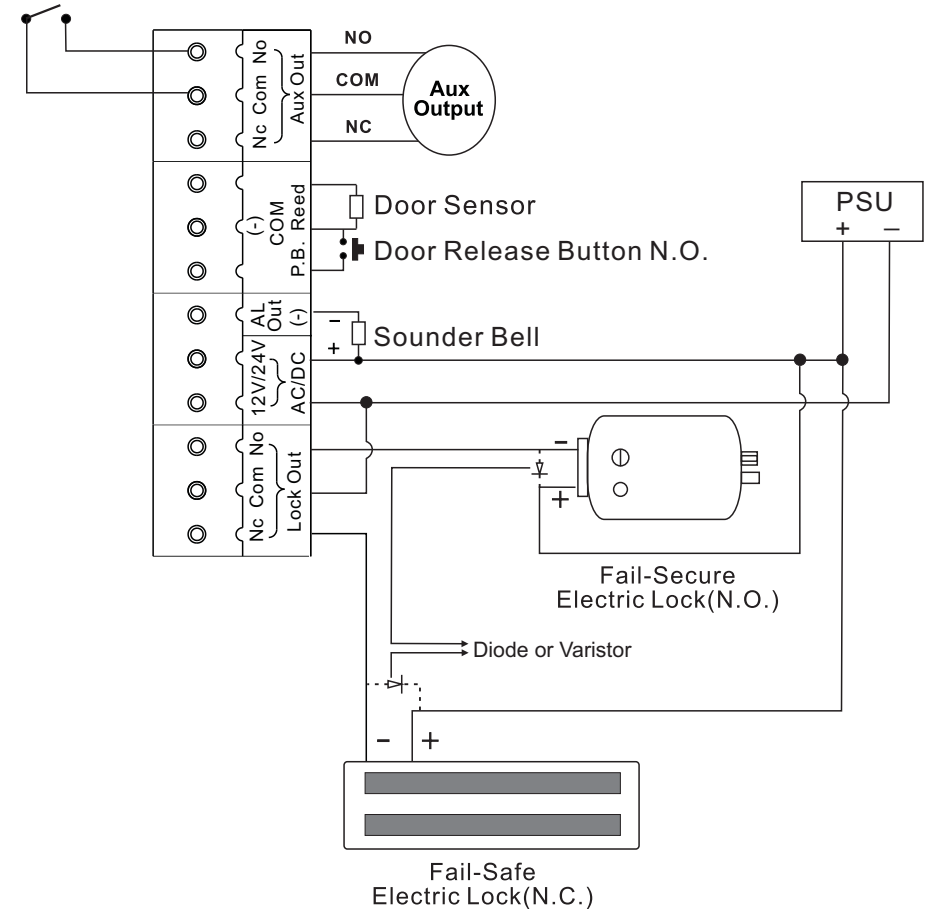 No
Com
Nc
Aux Out
NO
COM
NC
Aux
Output
Reed
COM
(-)
P.B.
Door Sensor
Door Release Button N.O.
PSU
+ −
AL
Out
(-)
−
+
Sounder Bell
12V/24V
AC/DC
No
Com
Nc
Lock Out
−
+
Fail-Secure
Electric Lock(N.O.)
Diode or Varistor
− +
Fail-Safe
Electric Lock(N.C.)